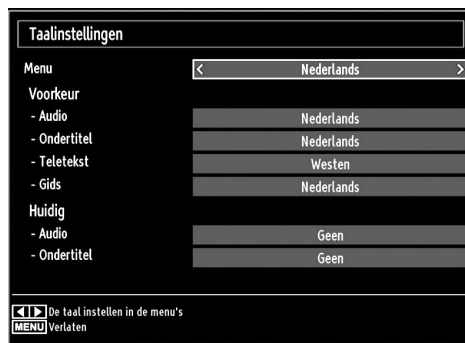 Taalinstellingen
Menu < Nederlands >
Voorkeur
- Audio Nederlands
- Ondertitel Nederlands
- Teletekst Westen
- Gids Nederlands
Huidig
- Audio Geen
- Ondertitel Geen
◀ ▶ De taal instellen in de menu's
MENU Verlaten